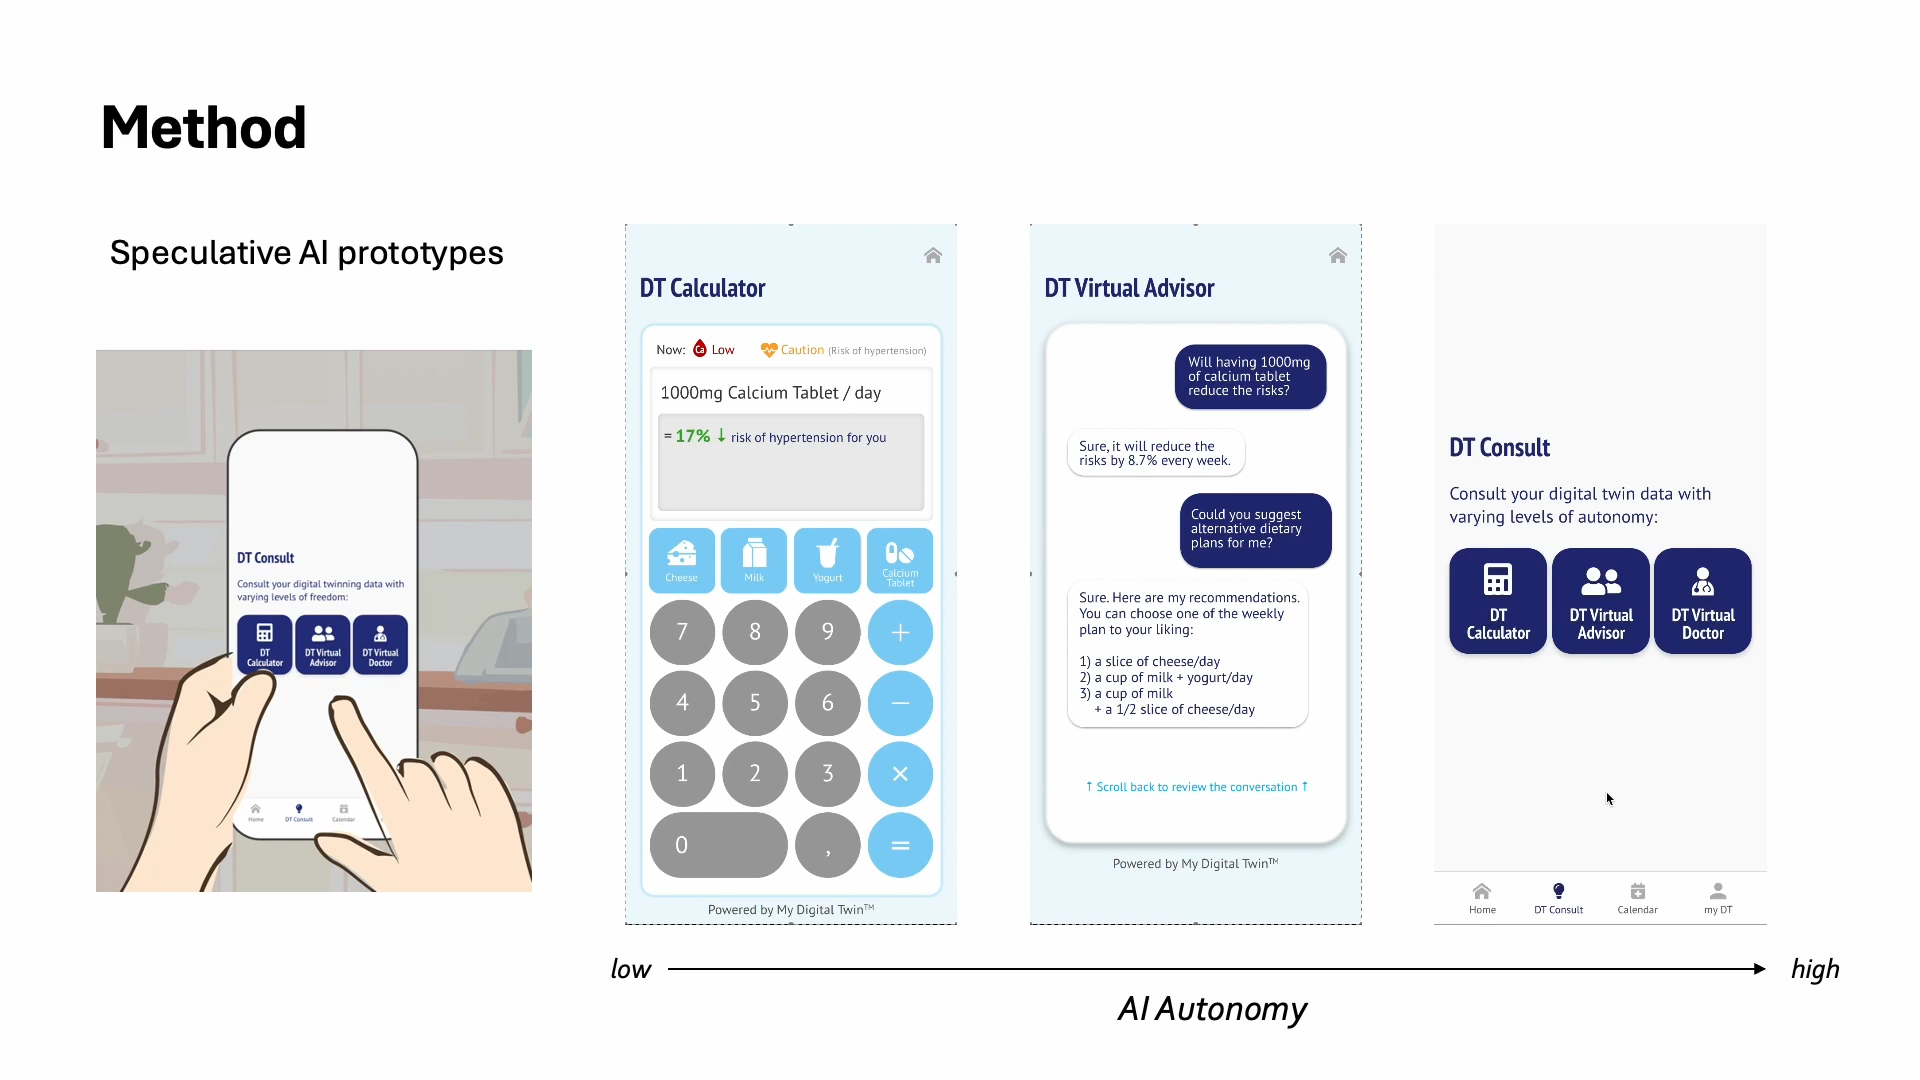 Method
Speculative AI prototypes
DT Consult
Consult your digital twinning data with
varying levels of freedom:
DT
Calculator
DT Virtual
Advisor
DT Virtual
Doctor
Home
DT Consult
Calendar
DT Calculator
Now: Ca Low Caution (Risk of hypertension)
1000mg Calcium Tablet / day
= 17% ↓ risk of hypertension for you
Cheese
Milk
Yogurt
Calcium
Tablet
7 8 9 +
4 5 6 −
1 2 3 ×
0 , =
Powered by My Digital Twin™
DT Virtual Advisor
Will having 1000mg
of calcium tablet
reduce the risks?
Sure, it will reduce the
risks by 8.7% every week.
Could you suggest
alternative dietary
plans for me?
Sure. Here are my recommendations.
You can choose one of the weekly
plan to your liking:
1) a slice of cheese/day
2) a cup of milk + yogurt/day
3) a cup of milk
+ a 1/2 slice of cheese/day
↑ Scroll back to review the conversation ↑
Powered by My Digital Twin™
DT Consult
Consult your digital twin data with
varying levels of autonomy:
DT
Calculator
DT Virtual
Advisor
DT Virtual
Doctor
Home
DT Consult
Calendar
my DT
low
high
AI Autonomy